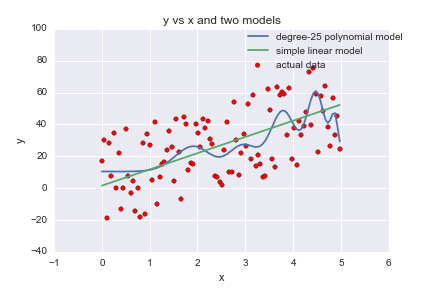 y vs x and two models
degree-25 polynomial model
simple linear model
actual data
100
80
60
40
20
0
−20
−40
y
−1 0 1 2 3 4 5 6
x